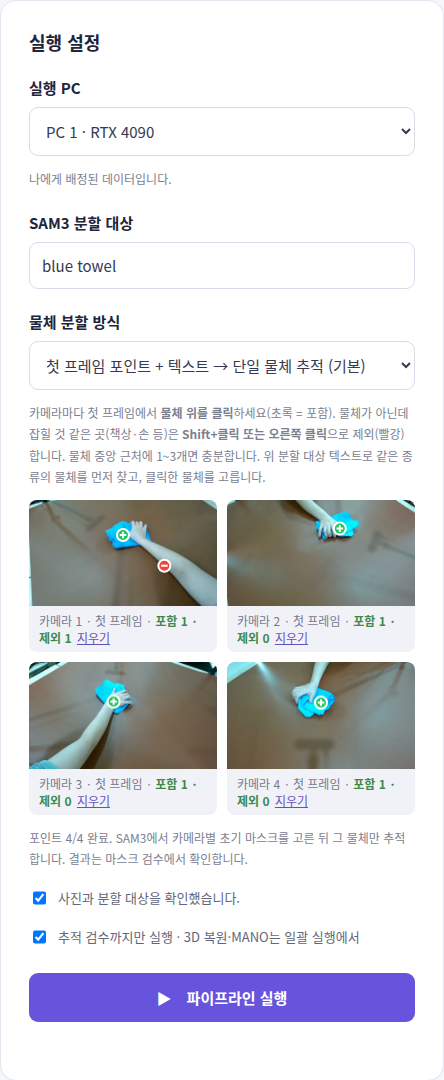 실행 설정
실행 PC
PC 1 · RTX 4090
나에게 배정된 데이터입니다.
SAM3 분할 대상
blue towel
물체 분할 방식
첫 프레임 포인트 + 텍스트 → 단일 물체 추적 (기본)
카메라마다 첫 프레임에서 물체 위를 클릭하세요(초록 = 포함). 물체가 아닌데
잡힐 것 같은 곳(책상·손 등)은 Shift+클릭 또는 오른쪽 클릭으로 제외(빨강)
합니다. 물체 중앙 근처에 1~3개면 충분합니다. 위 분할 대상 텍스트로 같은 종
류의 물체를 먼저 찾고, 클릭한 물체를 고릅니다.
카메라 1 · 첫 프레임 · 포함 1 ·
제외 1 지우기
카메라 2 · 첫 프레임 · 포함 1 ·
제외 0 지우기
카메라 3 · 첫 프레임 · 포함 1 ·
제외 0 지우기
카메라 4 · 첫 프레임 · 포함 1 ·
제외 0 지우기
포인트 4/4 완료. SAM3에서 카메라별 초기 마스크를 고른 뒤 그 물체만 추적
합니다. 결과는 마스크 검수에서 확인합니다.
사진과 분할 대상을 확인했습니다.
추적 검수까지만 실행 · 3D 복원·MANO는 일괄 실행에서
▶ 파이프라인 실행